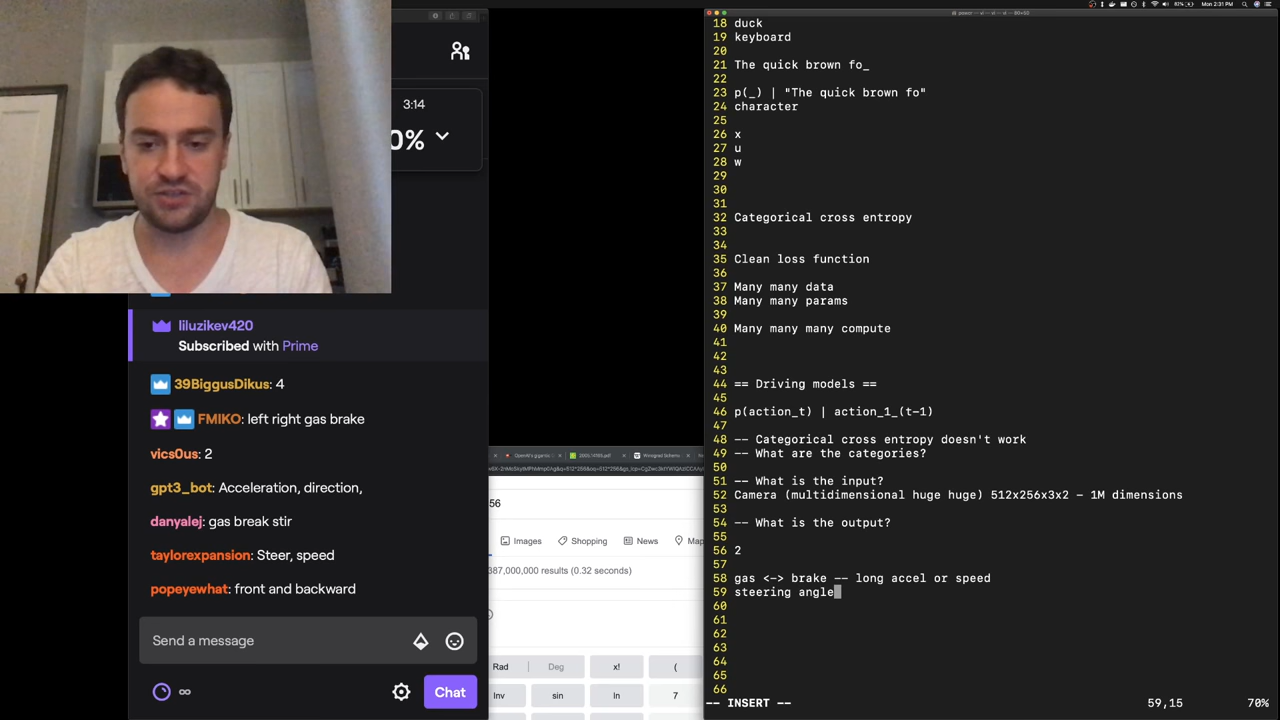 Mon 2:31 PM
3:14
0%
liluzikev420
Subscribed with Prime
39BiggusDikus: 4
FMIKO: left right gas brake
vics0us: 2
gpt3_bot: Acceleration, direction,
danyalej: gas break stir
taylorexpansion: Steer, speed
popeyewhat: front and backward
Send a message
Chat
56
Images Shopping News Map
387,000,000 results (0.32 seconds)
Rad Deg x! (
Inv sin ln 7
18 duck
19 keyboard
20
21 The quick brown fo_
22
23 p(_) | "The quick brown fo"
24 character
25
26 x
27 u
28 w
29
30
31
32 Categorical cross entropy
33
34
35 Clean loss function
36
37 Many many data
38 Many many params
39
40 Many many many compute
41
42
43
44 == Driving models ==
45
46 p(action_t) | action_1_(t-1)
47
48 -- Categorical cross entropy doesn't work
49 -- What are the categories?
50
51 -- What is the input?
52 Camera (multidimensional huge huge) 512x256x3x2 - 1M dimensions
53
54 -- What is the output?
55
56 2
57
58 gas <-> brake -- long accel or speed
59 steering angle
60
61
62
63
64
65
66
-- INSERT -- 59,15 70%